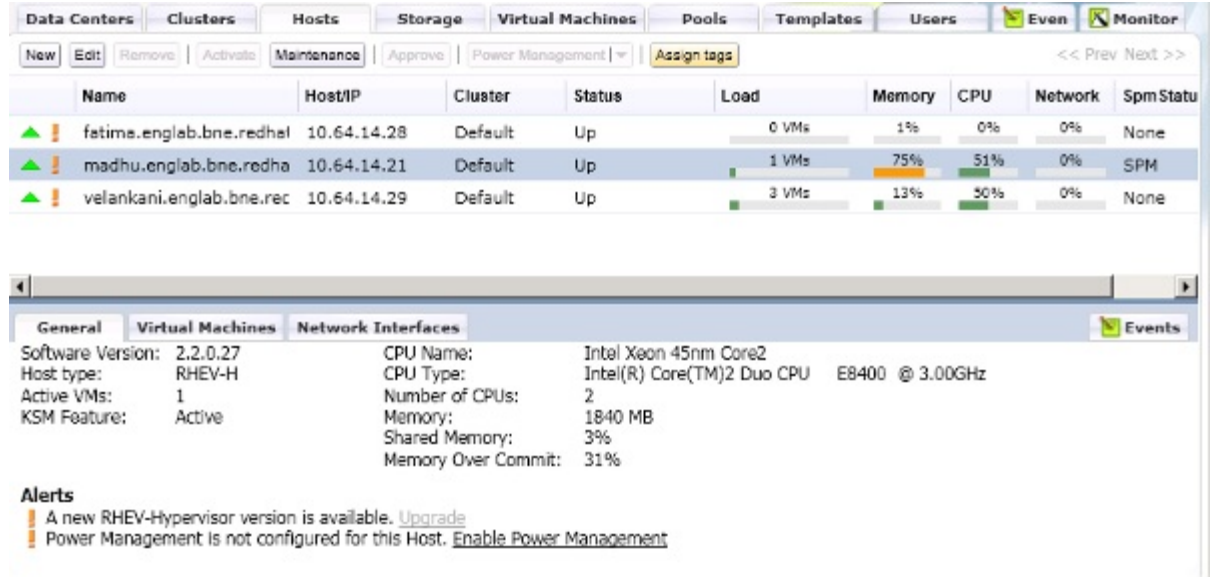 Data Centers Clusters Hosts Storage Virtual Machines Pools Templates Users Even Monitor
New Edit Remove Activate Maintenance Approve Power Management Assign tags << Prev Next >>
Name Host/IP Cluster Status Load Memory CPU Network SpmStatu
fatima.englab.bne.redhat 10.64.14.28 Default Up 0 VMs 1% 0% 0% None
madhu.englab.bne.redha 10.64.14.21 Default Up 1 VMs 75% 51% 0% SPM
velankani.englab.bne.rec 10.64.14.29 Default Up 3 VMs 13% 50% 0% None
General Virtual Machines Network Interfaces Events
Software Version: 2.2.0.27 CPU Name: Intel Xeon 45nm Core2
Host type: RHEV-H CPU Type: Intel(R) Core(TM)2 Duo CPU E8400 @ 3.00GHz
Active VMs: 1 Number of CPUs: 2
KSM Feature: Active Memory: 1840 MB
Shared Memory: 3%
Memory Over Commit: 31%
Alerts
A new RHEV-Hypervisor version is available. Upgrade
Power Management is not configured for this Host. Enable Power Management